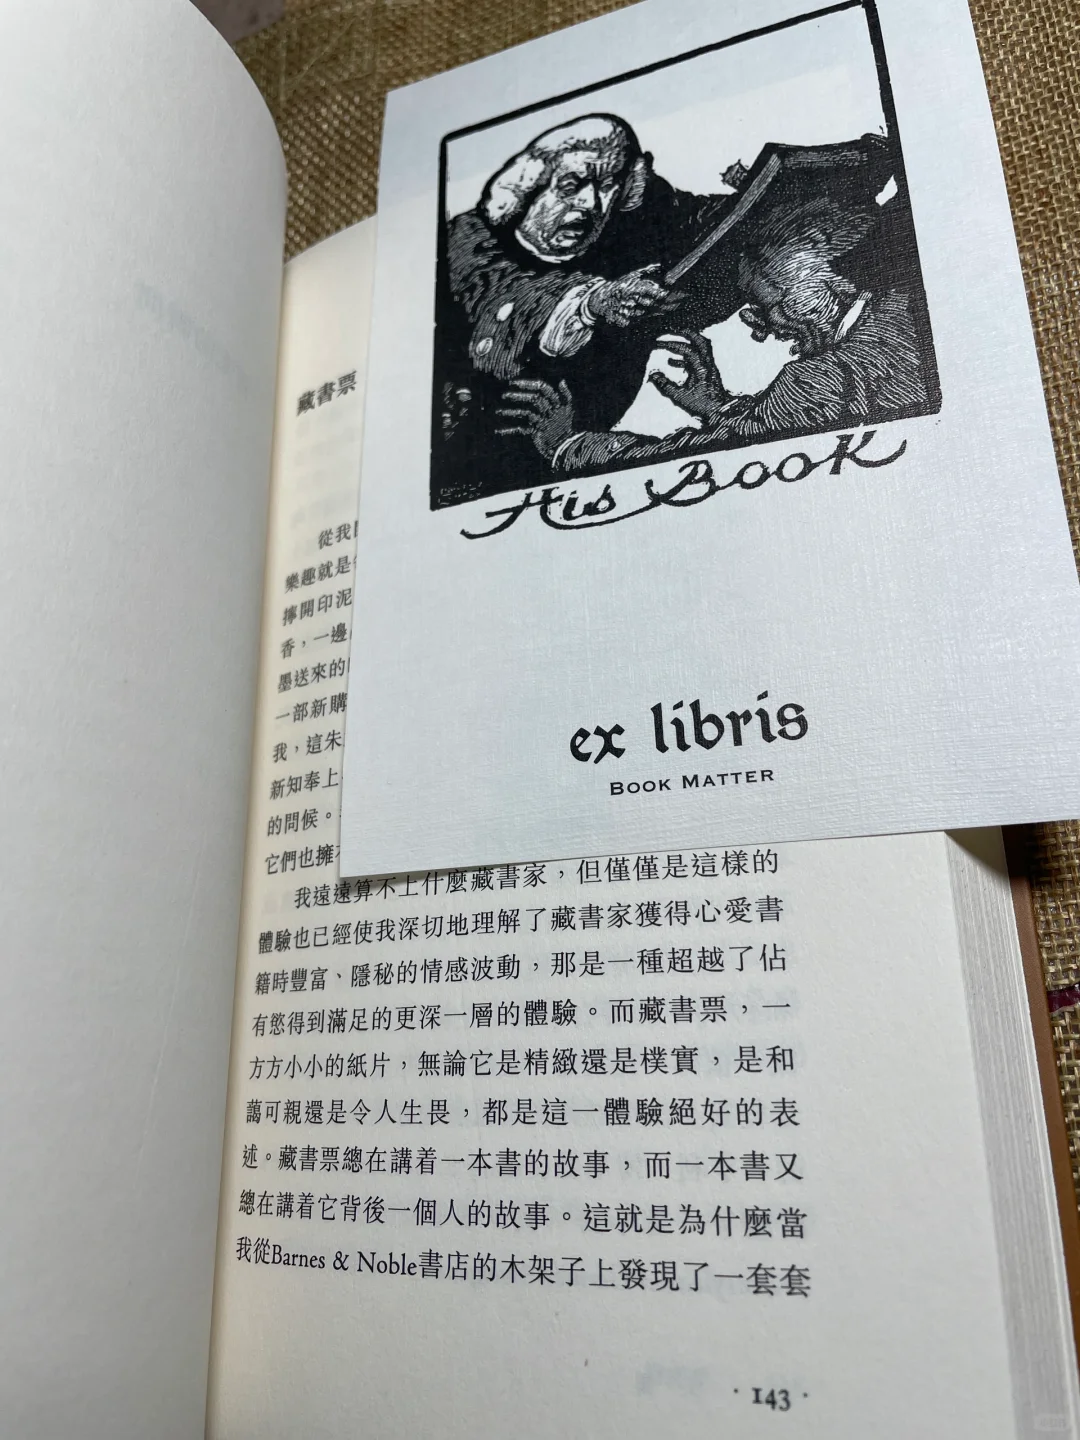 His Book
ex libris
BOOK MATTER
藏書票
從我
樂趣就是
擰開印泥
香，一邊
墨送來的
一部新購
我，這朱
新知奉上
的問候。
它們也擁
我遠遠算不上什麼藏書家，但僅僅是這樣的
體驗也已經使我深切地理解了藏書家獲得心愛書
籍時豐富、隱秘的情感波動，那是一種超越了佔
有慾得到滿足的更深一層的體驗。而藏書票，一
方方小小的紙片，無論它是精緻還是樸實，是和
藹可親還是令人生畏，都是這一體驗絕好的表
述。藏書票總在講着一本書的故事，而一本書又
總在講着它背後一個人的故事。這就是為什麼當
我從Barnes & Noble書店的木架子上發現了一套套
· 143 ·